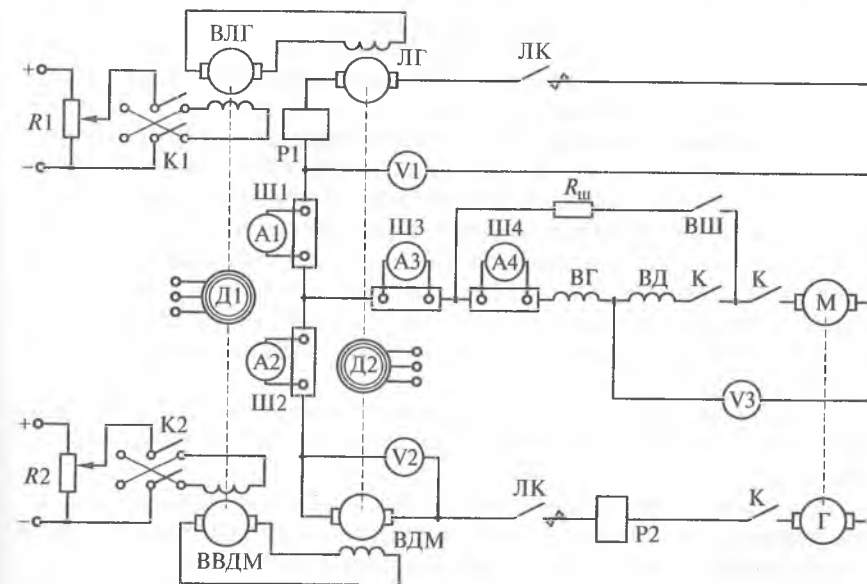 ВЛГ
ЛГ
ЛК
+
R1
−
К1
Р1
V1
Ш1
А1
Rш
ВШ
Ш3
А3
Ш4
А4
ВГ
ВД
К
К
М
Д1
А2
Ш2
Д2
V3
+
К2
R2
−
V2
ВВДМ
ВДМ
ЛК
Р2
К
Г